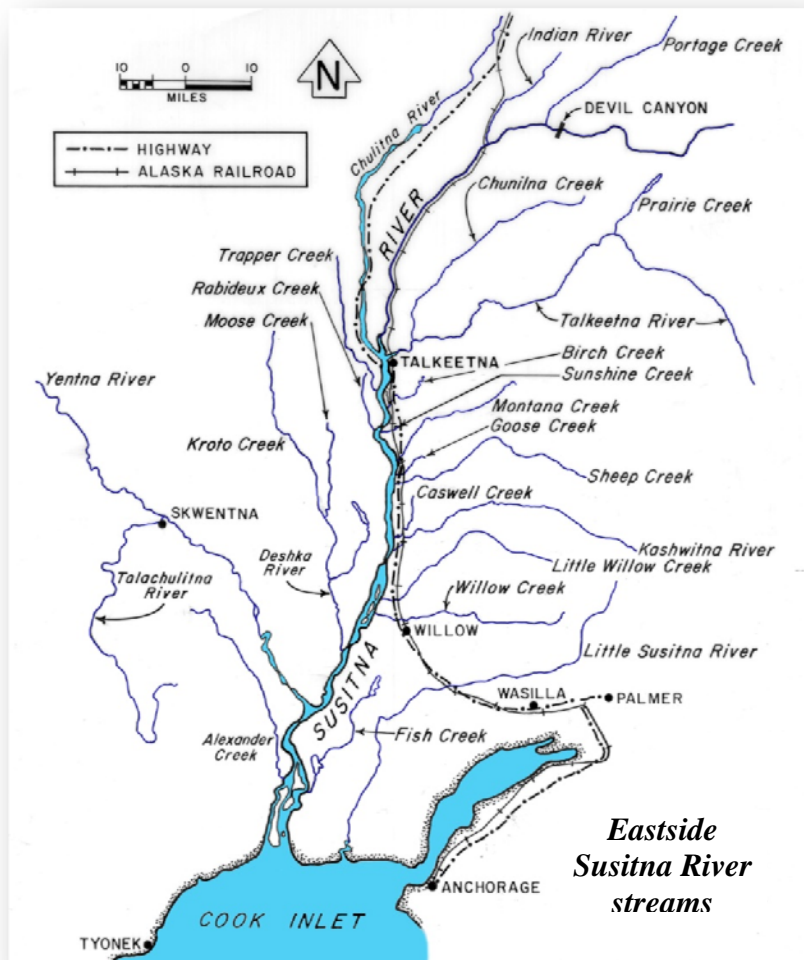 Indian River
Portage Creek
10 0 10
MILES
N
Chulitna River
DEVIL CANYON
HIGHWAY
ALASKA RAILROAD
Chunilna Creek
RIVER
Prairie Creek
Trapper Creek
Rabideux Creek
Moose Creek
Talkeetna River
TALKEETNA
Birch Creek
Sunshine Creek
Yentna River
Montana Creek
Goose Creek
Kroto Creek
Sheep Creek
Caswell Creek
SKWENTNA
Kashwitna River
Deshka
River
Little Willow Creek
Talachulitna
River
Willow Creek
WILLOW
Little Susitna River
SUSITNA
WASILLA
PALMER
Alexander
Creek
Fish Creek
Eastside
Susitna River
streams
ANCHORAGE
COOK INLET
TYONEK